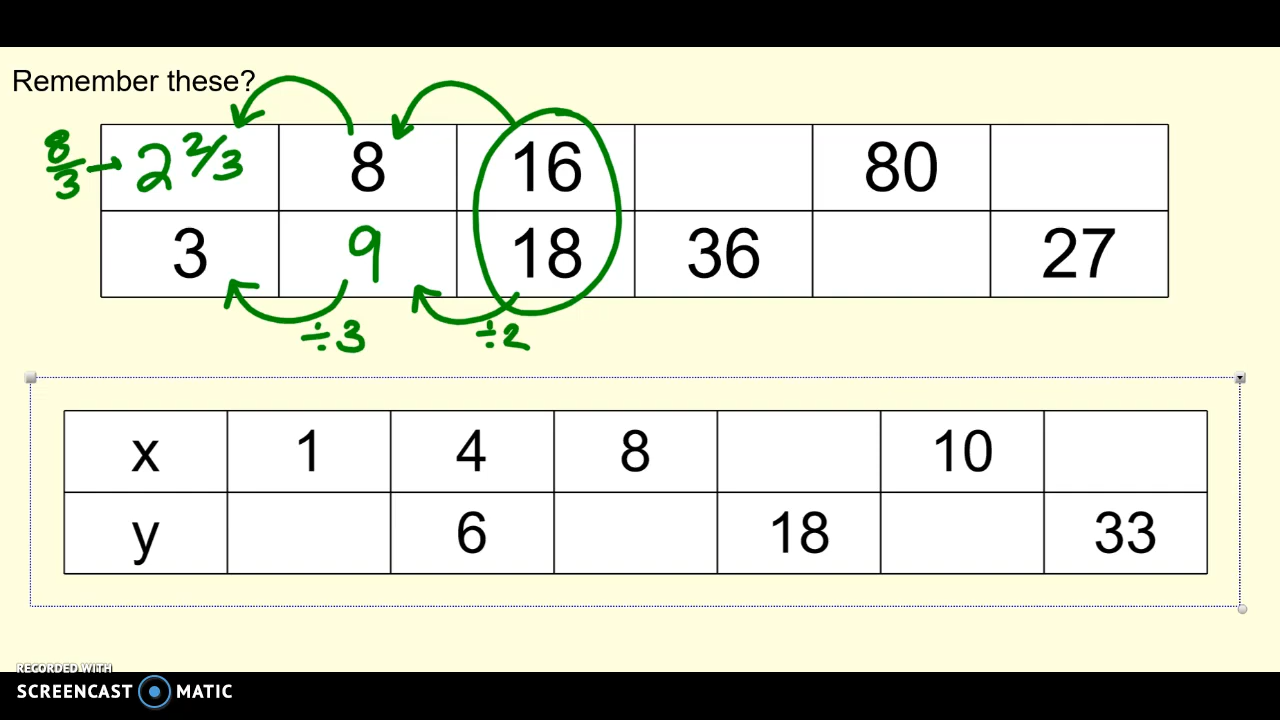 Remember these?
8/3 → 2 2/3 8 16 80
3 9 18 36 27
÷3 ÷2
x 1 4 8 10
y 6 18 33
RECORDED WITH
SCREENCAST MATIC